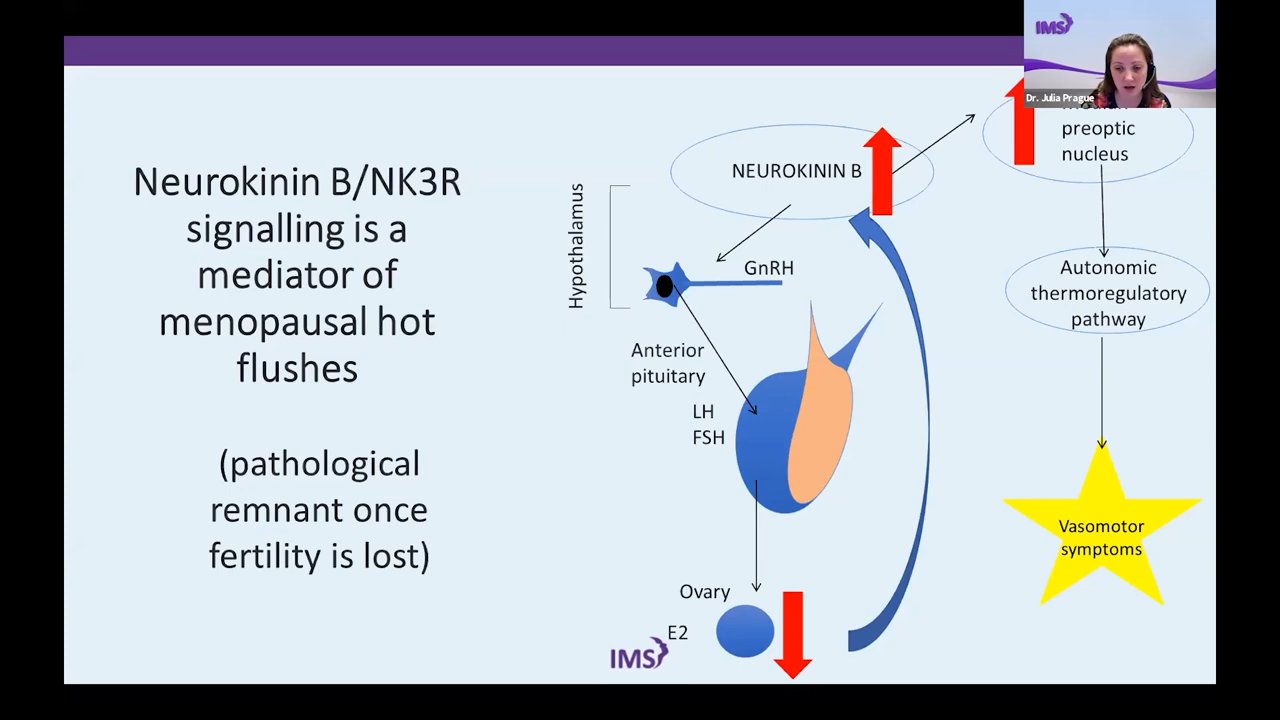 IMS
Dr. Julia Prague
Neurokinin B/NK3R
signalling is a
mediator of
menopausal hot
flushes
(pathological
remnant once
fertility is lost)
Hypothalamus
NEUROKININ B
preoptic
nucleus
GnRH
Autonomic
thermoregulatory
pathway
Anterior
pituitary
LH
FSH
Vasomotor
symptoms
Ovary
E2
IMS